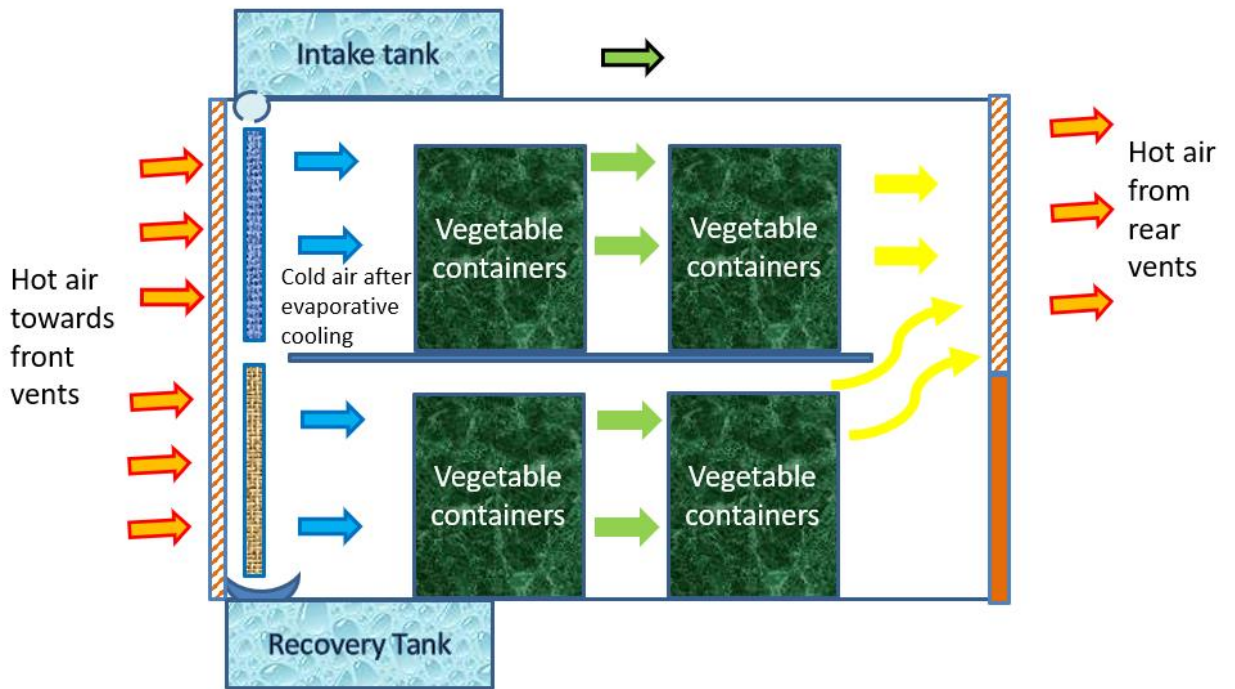 Intake tank
Hot air
towards
front
vents
Cold air after
evaporative
cooling
Vegetable
containers
Vegetable
containers
Hot air
from
rear
vents
Vegetable
containers
Vegetable
containers
Recovery Tank